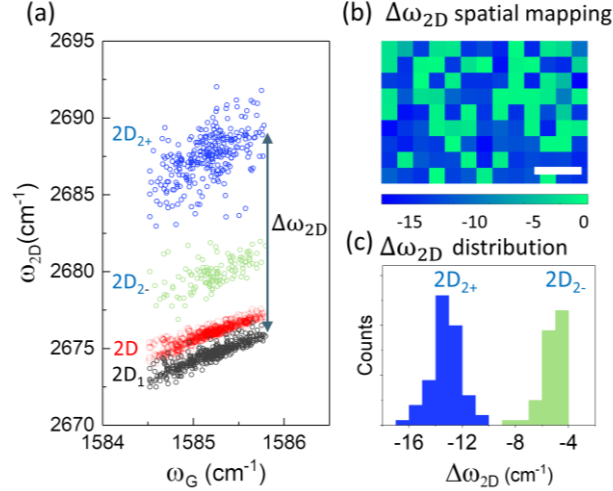 (a)
2695
2690
2685
2680
2675
2670
ω2D(cm-1)
2D2+
2D2-
2D
2D1
Δω2D
1584
1585
1586
ωG (cm-1)
(b) Δω2D spatial mapping
-15
-10
-5
0
(c) Δω2D distribution
2D2+
2D2-
Counts
-16
-12
-8
-4
Δω2D (cm-1)